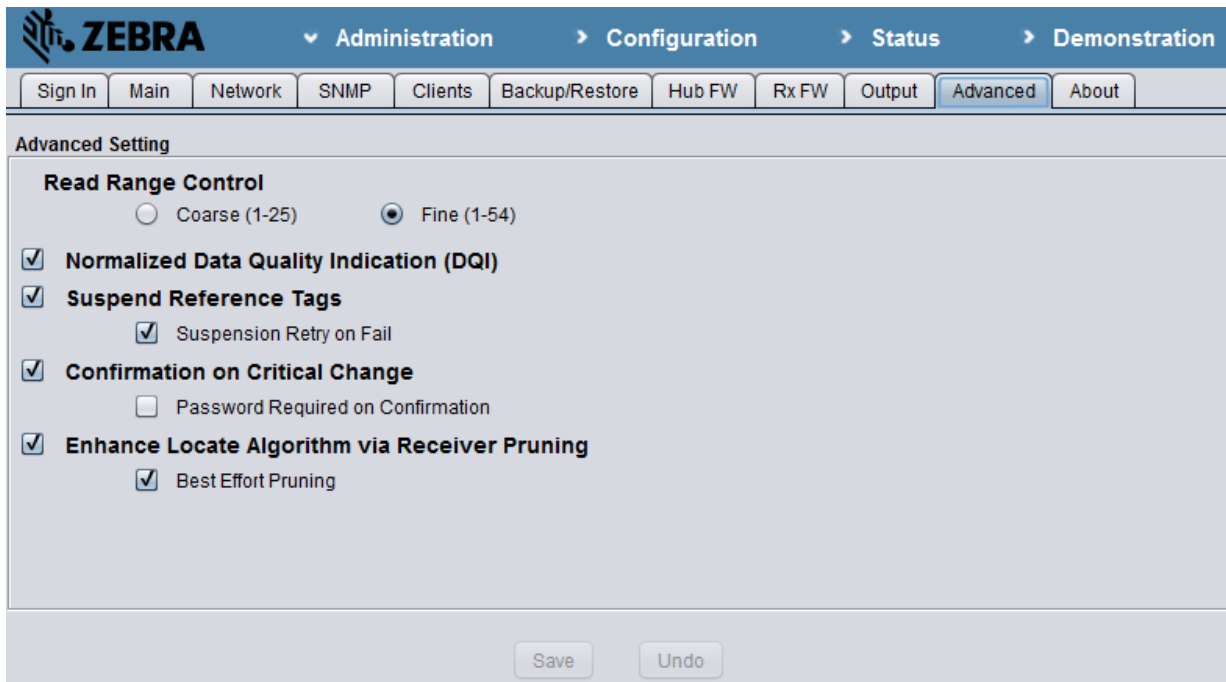 ZEBRA Administration Configuration Status Demonstration
Sign In Main Network SNMP Clients Backup/Restore Hub FW Rx FW Output Advanced About
Advanced Setting
Read Range Control
Coarse (1-25) Fine (1-54)
Normalized Data Quality Indication (DQI)
Suspend Reference Tags
Suspension Retry on Fail
Confirmation on Critical Change
Password Required on Confirmation
Enhance Locate Algorithm via Receiver Pruning
Best Effort Pruning
Save Undo